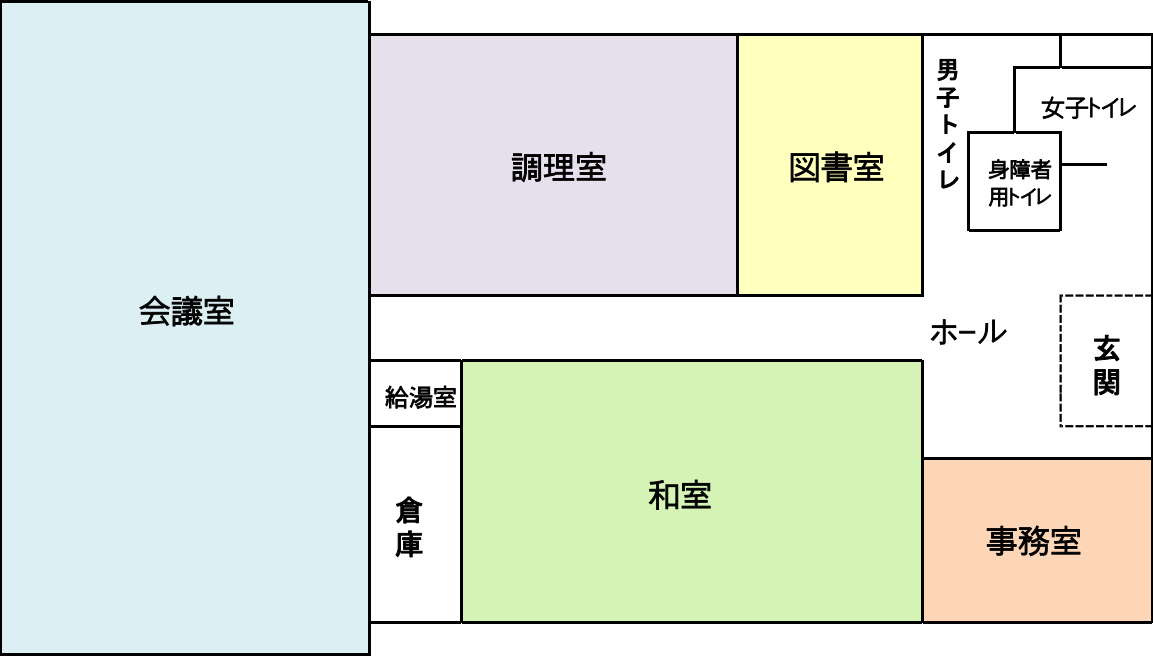 会議室
調理室
図書室
男子トイレ
女子トイレ
身障者
用トイレ
ホール
玄関
給湯室
倉庫
和室
事務室